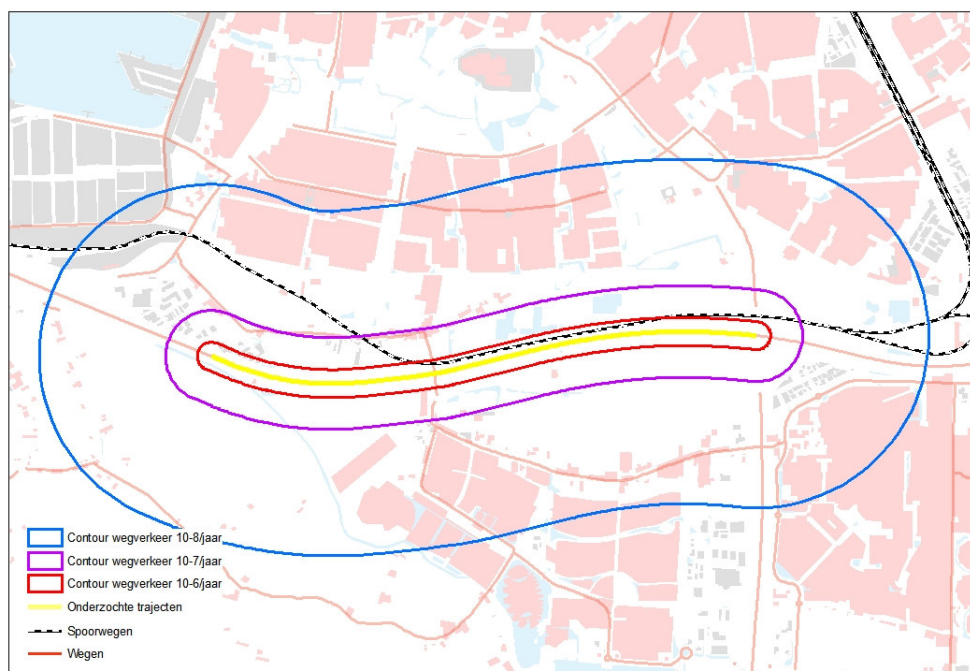 Contour wegverkeer 10-8/jaar
Contour wegverkeer 10-7/jaar
Contour wegverkeer 10-6/jaar
Onderzochte trajecten
Spoorwegen
Wegen